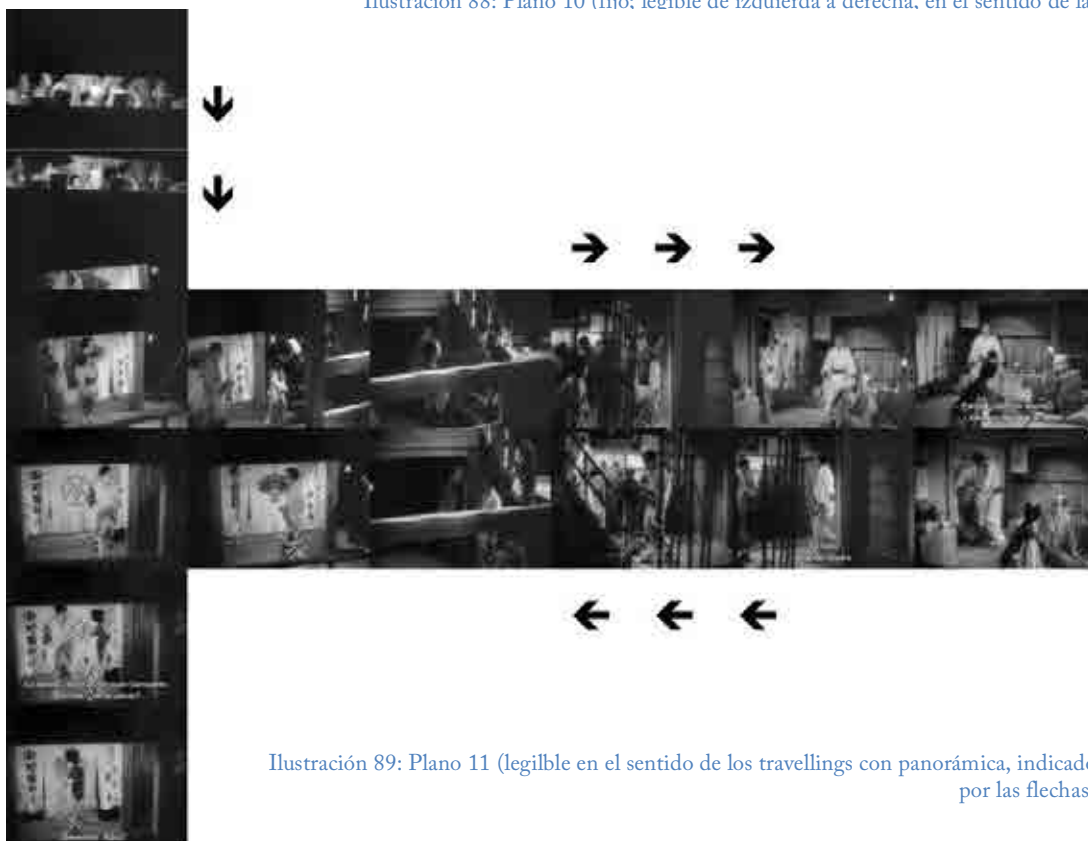 Ilustración 88: Plano 10 (fijo; legible de izquierda a derecha, en el sentido de la
Ilustración 89: Plano 11 (legilble en el sentido de los travellings con panorámica, indicado
por las flechas